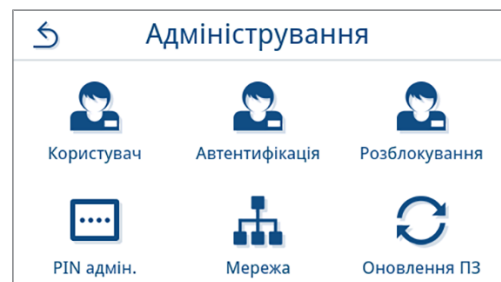 Адміністрування
Користувач Автентифікація Розблокування
PIN адмін. Мережа Оновлення ПЗ